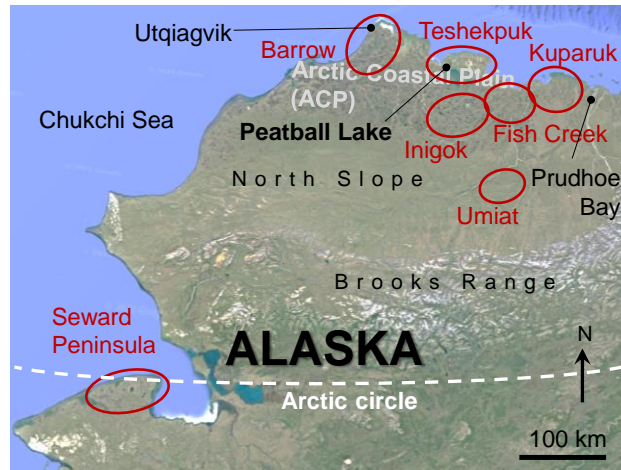 Utqiagvik
Teshekpuk
Barrow
Kuparuk
Arctic Coastal Plain
(ACP)
Chukchi Sea
Peatball Lake
Inigok
Fish Creek
North Slope
Prudhoe
Bay
Umiat
Brooks Range
Seward
Peninsula
ALASKA
N
Arctic circle
100 km